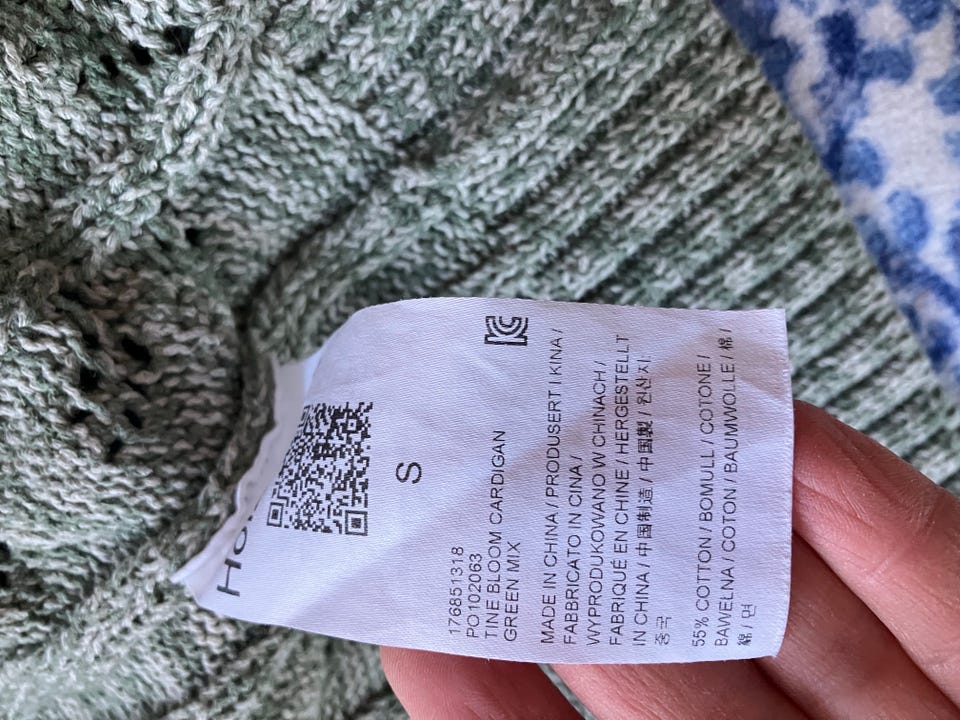 S
176851318
PO102063
TINE BLOOM CARDIGAN
GREEN MIX
MADE IN CHINA / PRODUSERT I KINA /
FABBRICATO IN CINA /
WYPRODUKOWANO W CHINACH /
FABRIQUÉ EN CHINE / HERGESTELLT
IN CHINA / 中国制造 / 中国製 / 원산지:
중국
55% COTTON / BOMULL / COTONE /
BAWEŁNA / COTON / BAUMWOLLE / 棉 /
綿 / 면